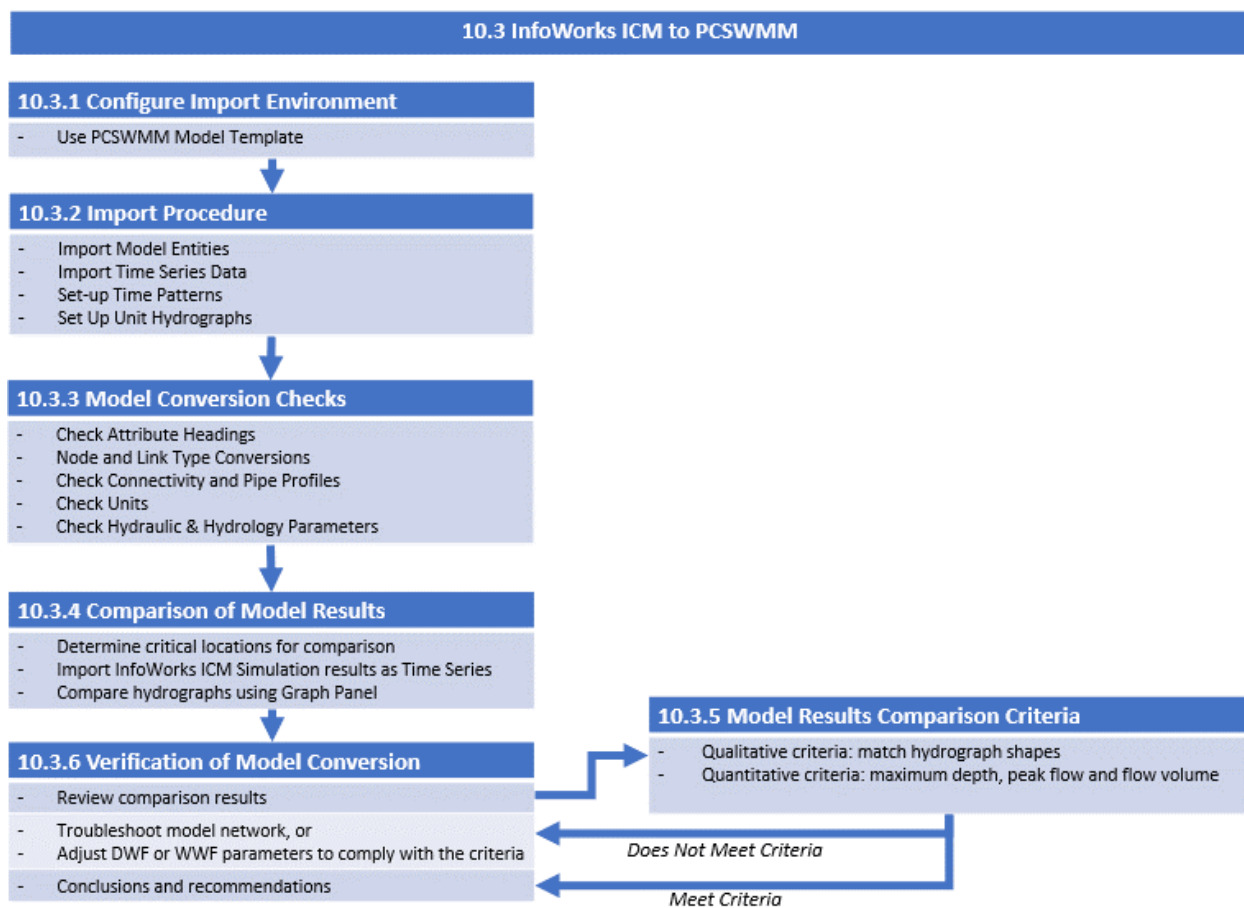 10.3 InfoWorks ICM to PCSWMM
10.3.1 Configure Import Environment
- Use PCSWMM Model Template
10.3.2 Import Procedure
- Import Model Entities
- Import Time Series Data
- Set-up Time Patterns
- Set Up Unit Hydrographs
10.3.3 Model Conversion Checks
- Check Attribute Headings
- Node and Link Type Conversions
- Check Connectivity and Pipe Profiles
- Check Units
- Check Hydraulic & Hydrology Parameters
10.3.4 Comparison of Model Results
- Determine critical locations for comparison
- Import InfoWorks ICM Simulation results as Time Series
- Compare hydrographs using Graph Panel
10.3.5 Model Results Comparison Criteria
- Qualitative criteria: match hydrograph shapes
- Quantitative criteria: maximum depth, peak flow and flow volume
10.3.6 Verification of Model Conversion
- Review comparison results
- Troubleshoot model network, or
- Adjust DWF or WWF parameters to comply with the criteria
Does Not Meet Criteria
- Conclusions and recommendations
Meet Criteria